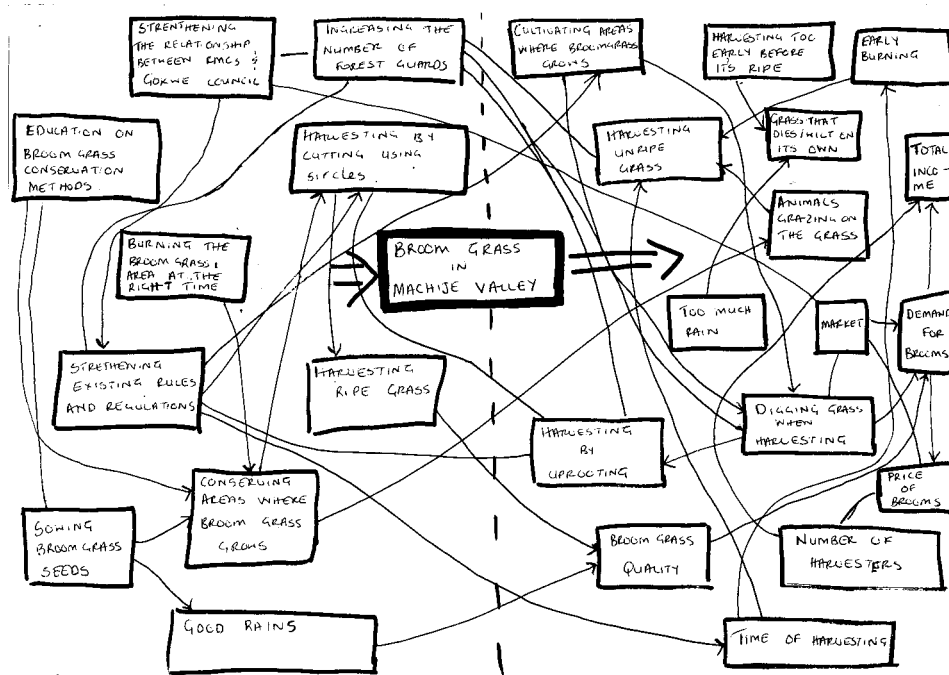 STRENTHENING
THE RELATIONSHIP
BETWEEN RMCS &
GOKWE COUNCIL
INCREASING THE
NUMBER OF
FOREST GUARDS
CULTIVATING AREAS
WHERE BROOMGRASS
GROWS
HARVESTING TOO
EARLY BEFORE
ITS RIPE
EARLY
BURNING
EDUCATION ON
BROOM GRASS
CONSERVATION
METHODS.
HARVESTING BY
CUTTING USING
SIRCLES
HARVESTING
UNRIPE
GRASS
GRASS THAT
DIES/WILT ON
ITS OWN
TOTAL
INCO-
ME
ANIMALS
GRAZING ON
THE GRASS
BURNING THE
BROOM GRASS
AREA AT THE
RIGHT TIME
BROOM GRASS
IN
MACHIJE VALLEY
TOO MUCH
RAIN
MARKET
DEMAND
FOR
BROOMS
STRETHENING
EXISTING RULES
AND REGULATIONS
HARVESTING
RIPE GRASS
HARVESTING
BY
UPROOTING
DIGGING GRASS
WHEN
HARVESTING
CONSERVING
AREAS WHERE
BROOM GRASS
GROWS
PRICE
OF
BROOMS
SOWING
BROOM GRASS
SEEDS
BROOM GRASS
QUALITY
NUMBER OF
HARVESTERS
GOOD RAINS
TIME OF HARVESTING